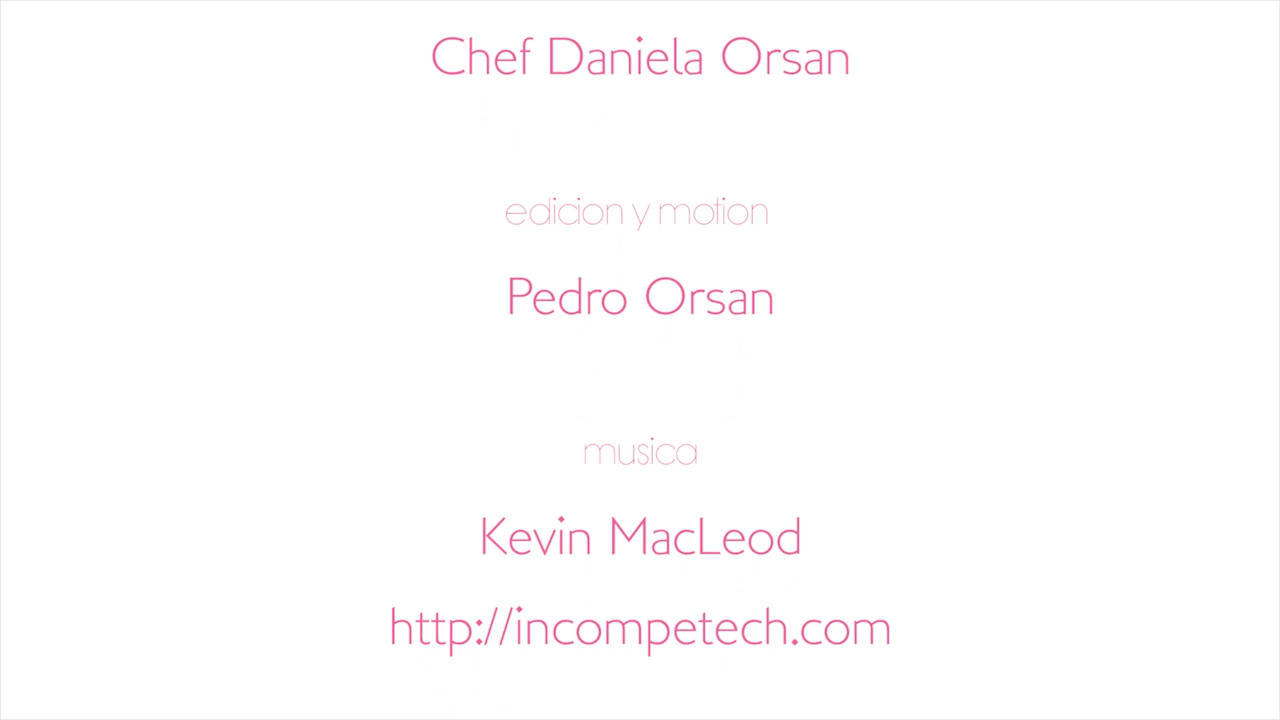 Chef Daniela Orsan
edicion y motion
Pedro Orsan
musica
Kevin MacLeod
http://incompetech.com